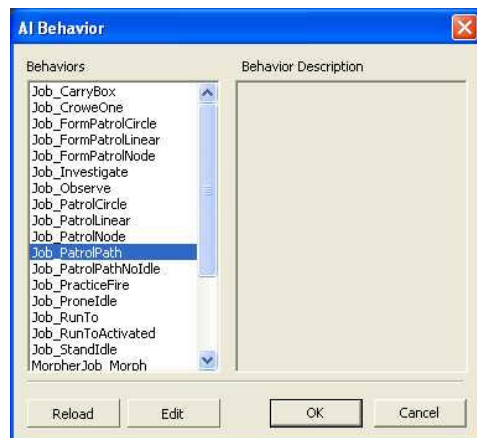 AI Behavior
Behaviors
Behavior Description
Job_CarryBox
Job_CroweOne
Job_FormPatrolCircle
Job_FormPatrolLinear
Job_FormPatrolNode
Job_Investigate
Job_Observe
Job_PatrolCircle
Job_PatrolLinear
Job_PatrolNode
Job_PatrolPath
Job_PatrolPathNoIdle
Job_PracticeFire
Job_ProneIdle
Job_RunTo
Job_RunToActivated
Job_StandIdle
MorpherJob_Morph
Reload
Edit
OK
Cancel